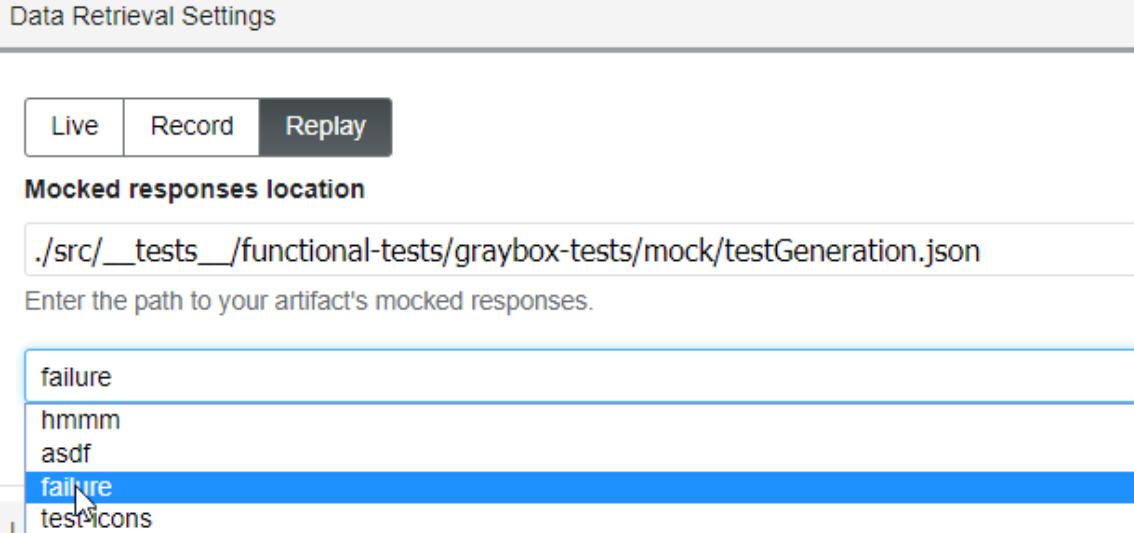 Data Retrieval Settings
Live Record Replay
Mocked responses location
./src/__tests__/functional-tests/graybox-tests/mock/testGeneration.json
Enter the path to your artifact's mocked responses.
failure
hmmm
asdf
failure
test-icons